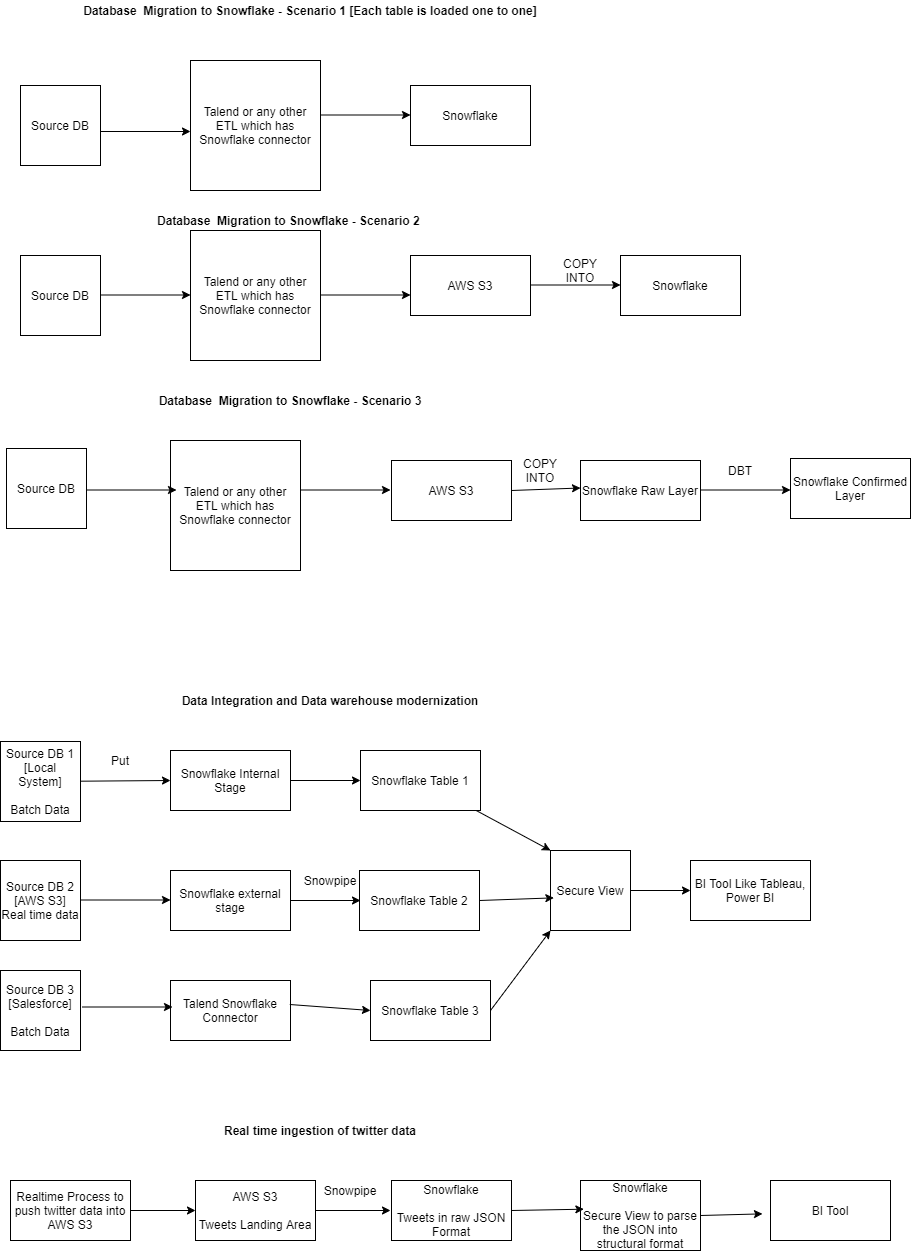 Database  Migration to Snowflake - Scenario 1 [Each table is loaded one to one]
Source DB
Talend or any other
ETL which has
Snowflake connector
Snowflake
Database  Migration to Snowflake - Scenario 2
Source DB
Talend or any other
ETL which has
Snowflake connector
AWS S3
COPY
INTO
Snowflake
Database  Migration to Snowflake - Scenario 3
Source DB
Talend or any other
ETL which has
Snowflake connector
AWS S3
COPY
INTO
Snowflake Raw Layer
DBT
Snowflake Confirmed
Layer
Data Integration and Data warehouse modernization
Source DB 1
[Local
System]
Batch Data
Put
Snowflake Internal
Stage
Snowflake Table 1
Source DB 2
[AWS S3]
Real time data
Snowflake external
stage
Snowpipe
Snowflake Table 2
Secure View
BI Tool Like Tableau,
Power BI
Source DB 3
[Salesforce]
Batch Data
Talend Snowflake
Connector
Snowflake Table 3
Real time ingestion of twitter data
Realtime Process to
push twitter data into
AWS S3
AWS S3
Tweets Landing Area
Snowpipe
Snowflake
Tweets in raw JSON
Format
Snowflake
Secure View to parse
the JSON into
structural format
BI Tool